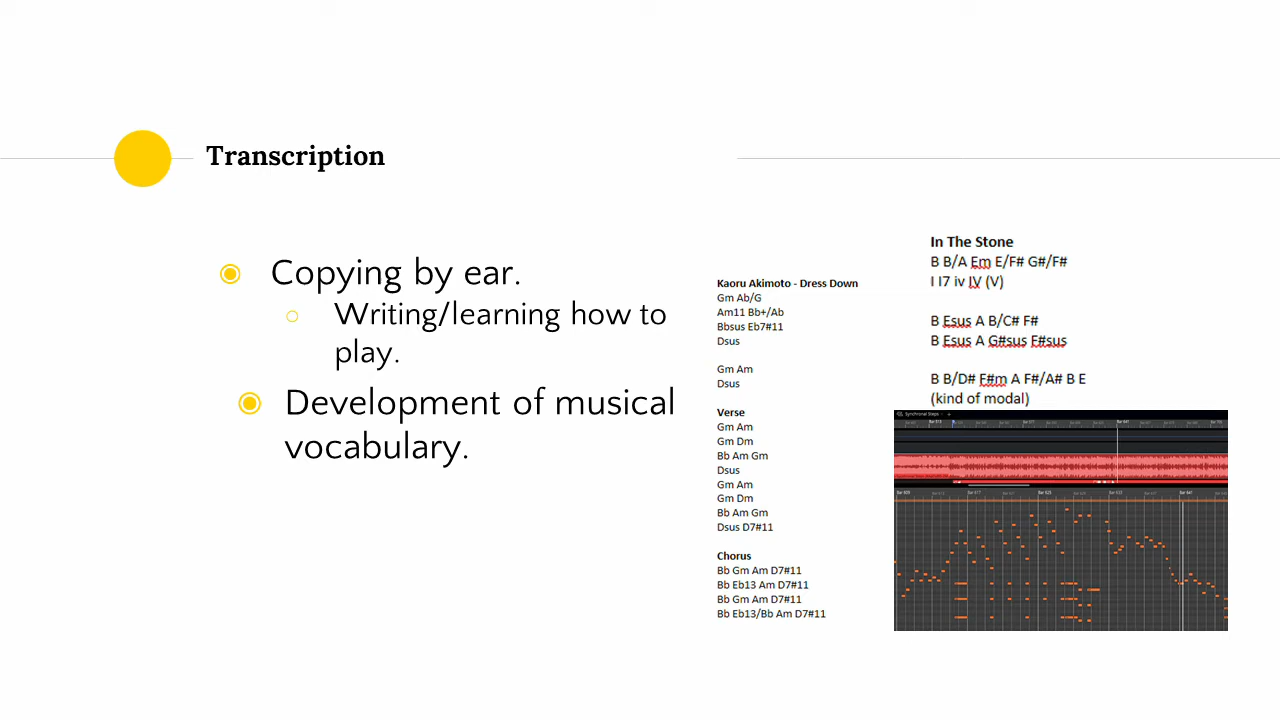 Transcription
Copying by ear.
Writing/learning how to
play.
Development of musical
vocabulary.
Kaoru Akimoto - Dress Down
Gm Ab/G
Am11 Bb+/Ab
Bbsus Eb7#11
Dsus
Gm Am
Dsus
Verse
Gm Am
Gm Dm
Bb Am Gm
Dsus
Gm Am
Gm Dm
Bb Am Gm
Dsus D7#11
Chorus
Bb Gm Am D7#11
Bb Eb13 Am D7#11
Bb Gm Am D7#11
Bb Eb13/Bb Am D7#11
In The Stone
B B/A Em E/F# G#/F#
I I7 iv IV (V)
B Esus A B/C# F#
B Esus A G#sus F#sus
B B/D# F#m A F#/A# B E
(kind of modal)
Synchronal Steps